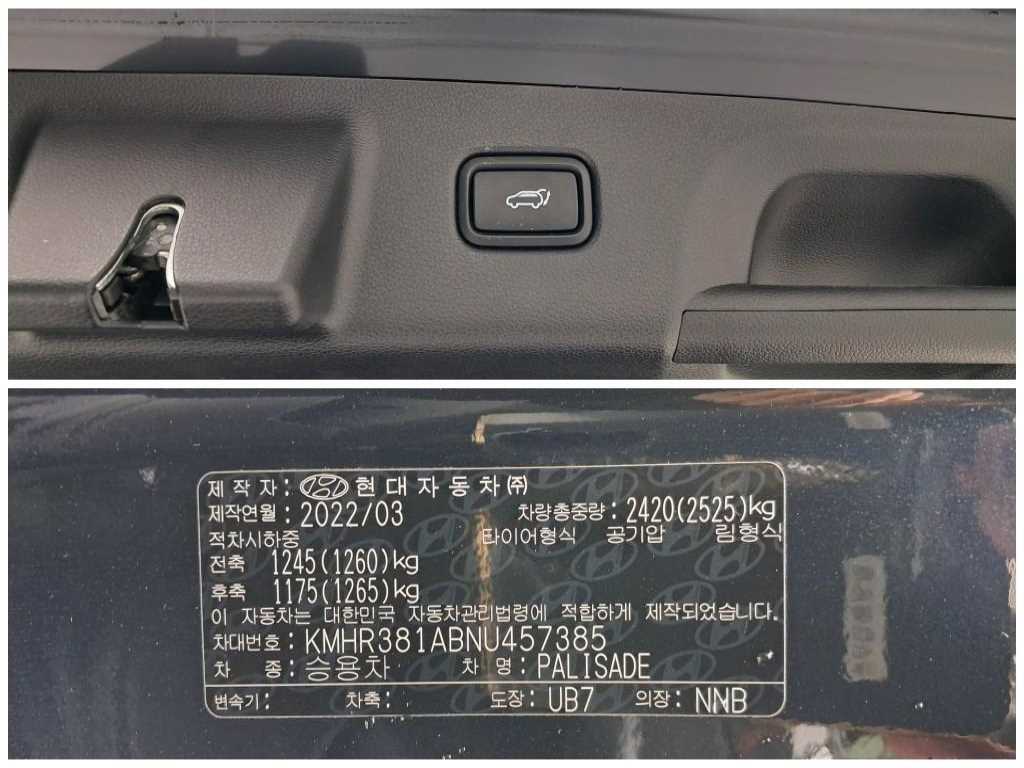 제 작 자 : 현 대 자 동 차 ㈜
제작연월 : 2022/03 차량총중량 : 2420(2525)kg
적차시하중 타이어형식 공기압 림형식
전축 1245(1260)kg
후축 1175(1265)kg
이 자동차는 대한민국 자동차관리법령에 적합하게 제작되었습니다.
차대번호 : KMHR381ABNU457385
차 종 : 승용차 차 명 : PALISADE
변속기 : 차축 : 도장 : UB7 의장 : NNB